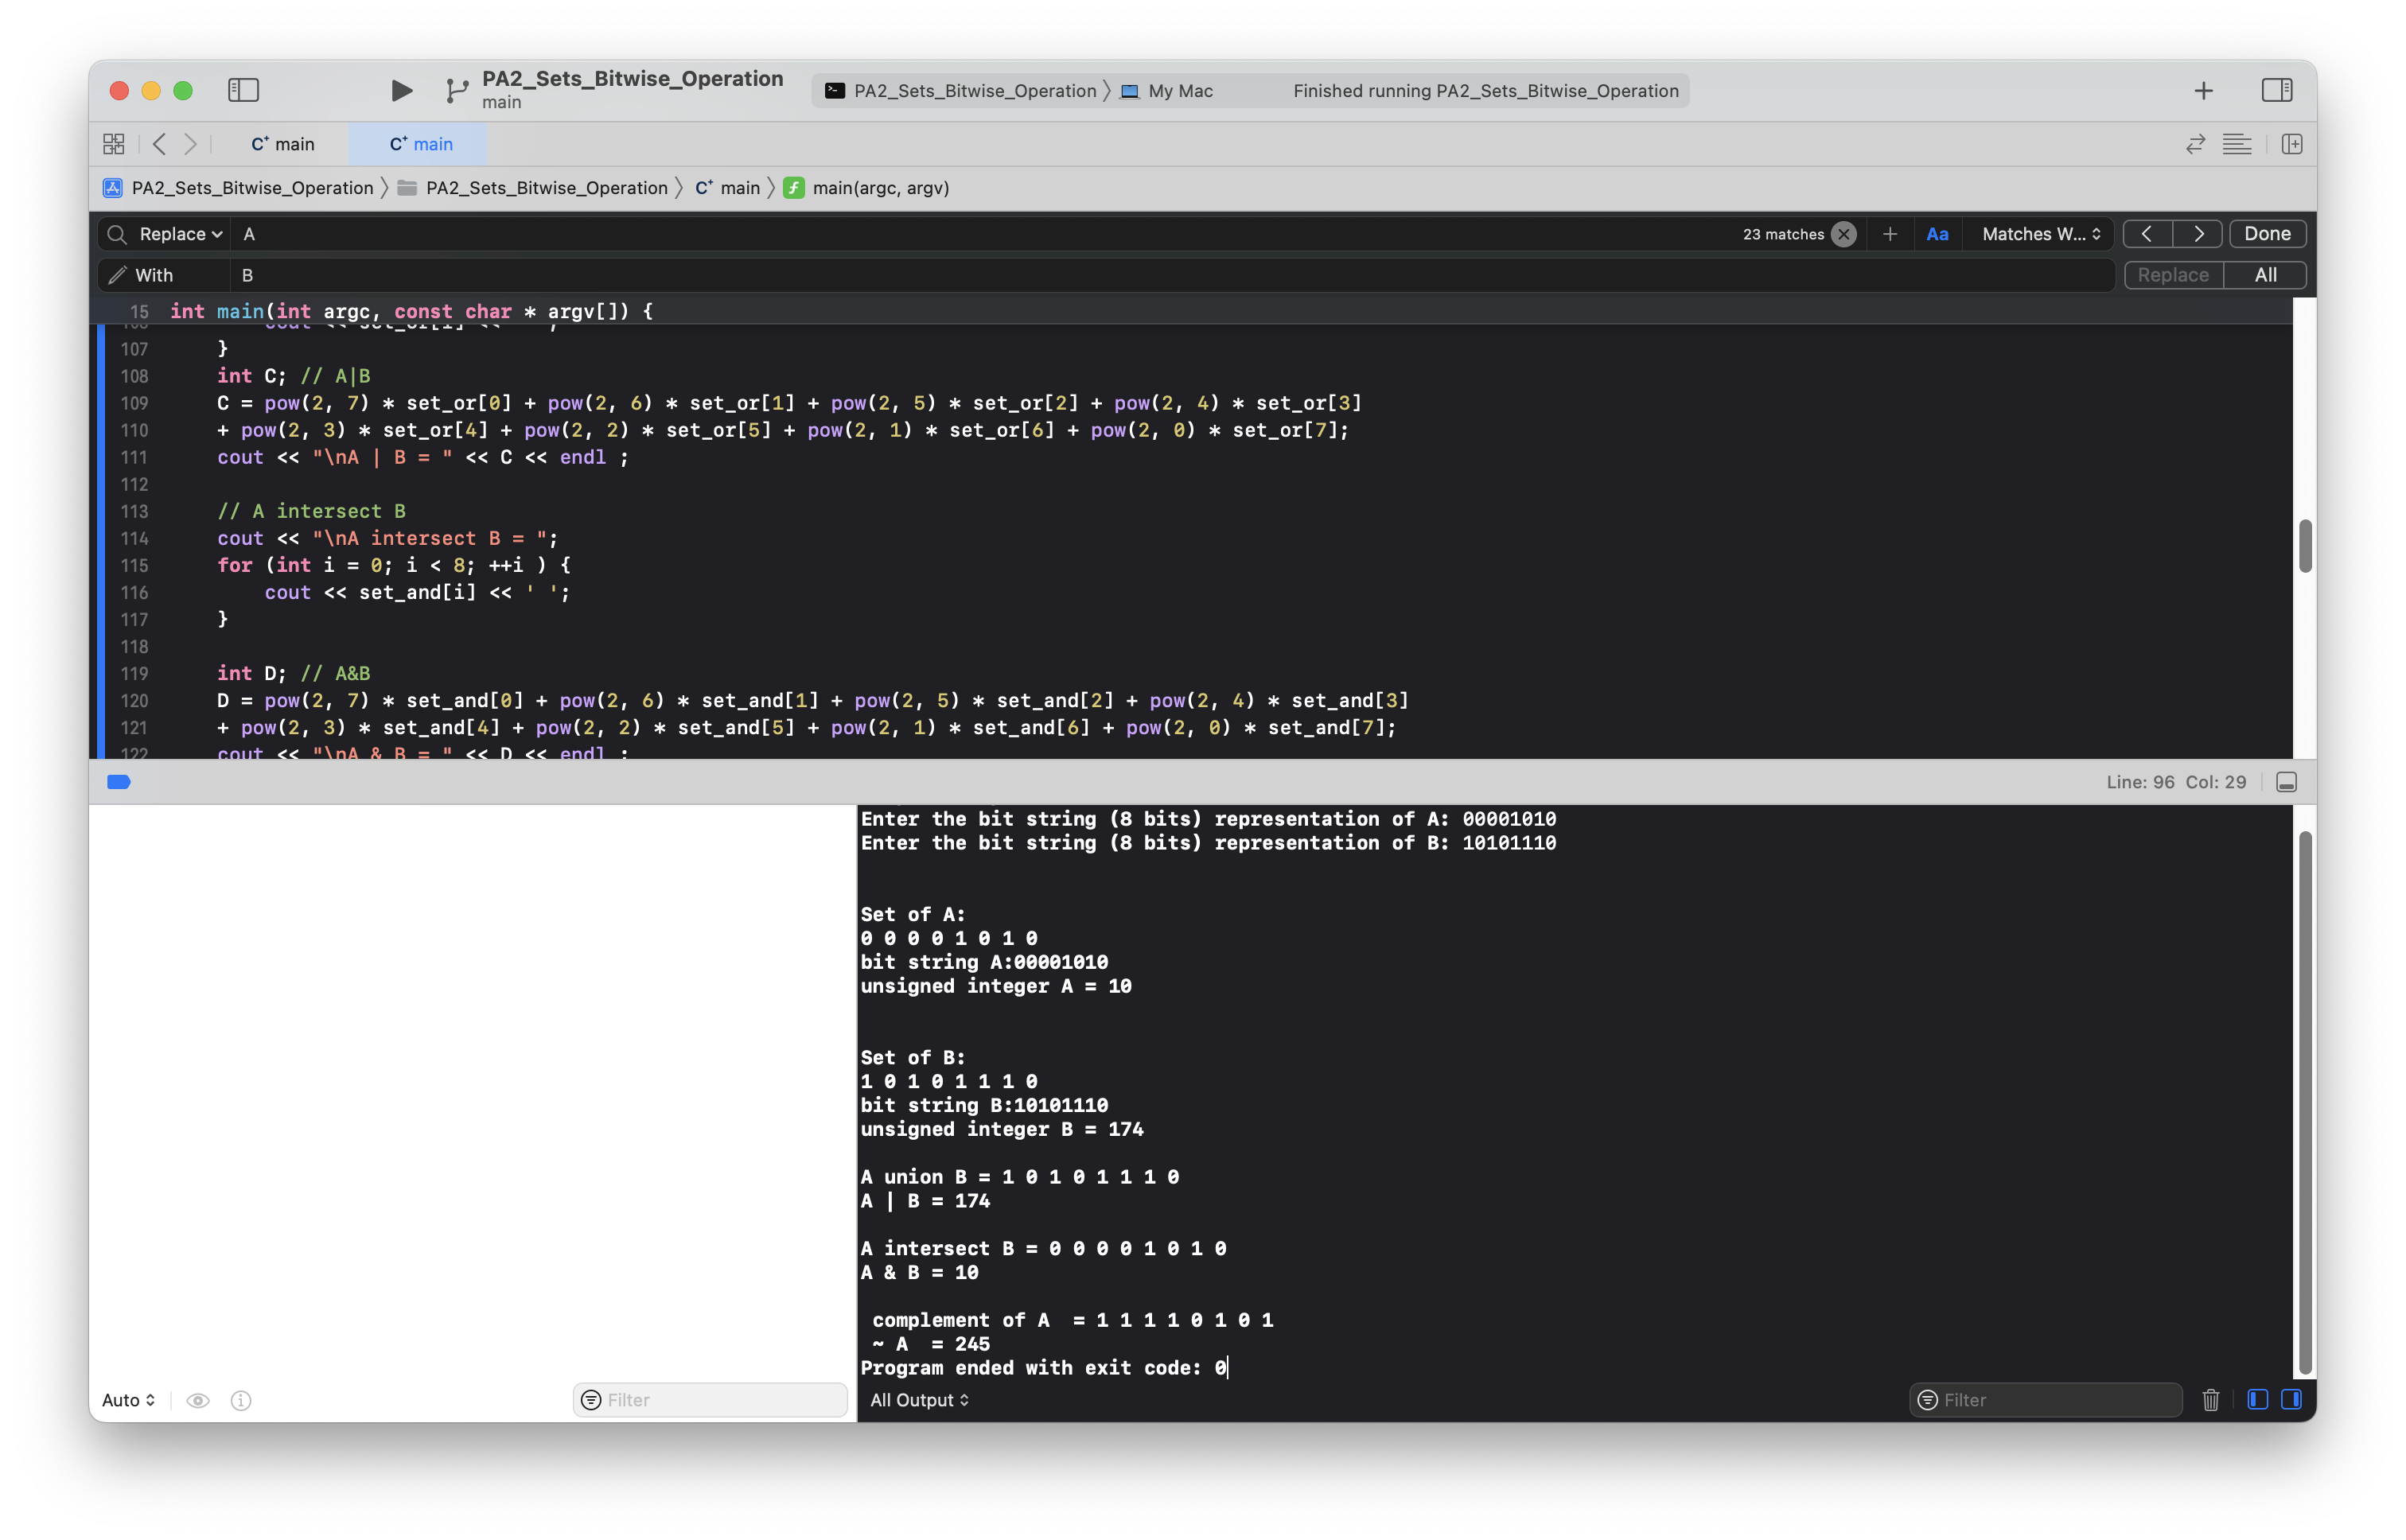 PA2_Sets_Bitwise_Operation
main
PA2_Sets_Bitwise_Operation 〉 My Mac
Finished running PA2_Sets_Bitwise_Operation
main
main
PA2_Sets_Bitwise_Operation 〉 PA2_Sets_Bitwise_Operation 〉 main 〉 main(argc, argv)
Replace A 23 matches Aa Matches W... Done
With B Replace All
15 int main(int argc, const char * argv[]) {
cout << set_or[i] << ' ';
107 }
108 int C; // A|B
109 C = pow(2, 7) * set_or[0] + pow(2, 6) * set_or[1] + pow(2, 5) * set_or[2] + pow(2, 4) * set_or[3]
110 + pow(2, 3) * set_or[4] + pow(2, 2) * set_or[5] + pow(2, 1) * set_or[6] + pow(2, 0) * set_or[7];
111 cout << "\nA | B = " << C << endl ;
112
113 // A intersect B
114 cout << "\nA intersect B = ";
115 for (int i = 0; i < 8; ++i ) {
116 cout << set_and[i] << ' ';
117 }
118
119 int D; // A&B
120 D = pow(2, 7) * set_and[0] + pow(2, 6) * set_and[1] + pow(2, 5) * set_and[2] + pow(2, 4) * set_and[3]
121 + pow(2, 3) * set_and[4] + pow(2, 2) * set_and[5] + pow(2, 1) * set_and[6] + pow(2, 0) * set_and[7];
122 cout << "\nA & B = " << D << endl ;
Line: 96 Col: 29
Enter the bit string (8 bits) representation of A: 00001010
Enter the bit string (8 bits) representation of B: 10101110
Set of A:
0 0 0 0 1 0 1 0
bit string A:00001010
unsigned integer A = 10
Set of B:
1 0 1 0 1 1 1 0
bit string B:10101110
unsigned integer B = 174
A union B = 1 0 1 0 1 1 1 0
A | B = 174
A intersect B = 0 0 0 0 1 0 1 0
A & B = 10
complement of A  = 1 1 1 1 0 1 0 1
~ A  = 245
Program ended with exit code: 0
Auto Filter All Output Filter